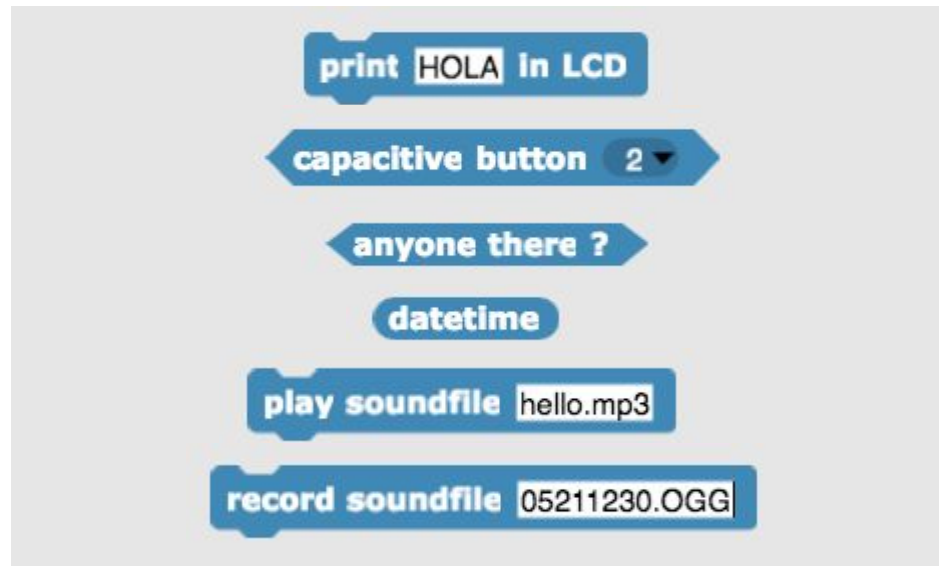 print HOLA in LCD
capacitive button 2
anyone there ?
datetime
play soundfile hello.mp3
record soundfile 05211230.OGG